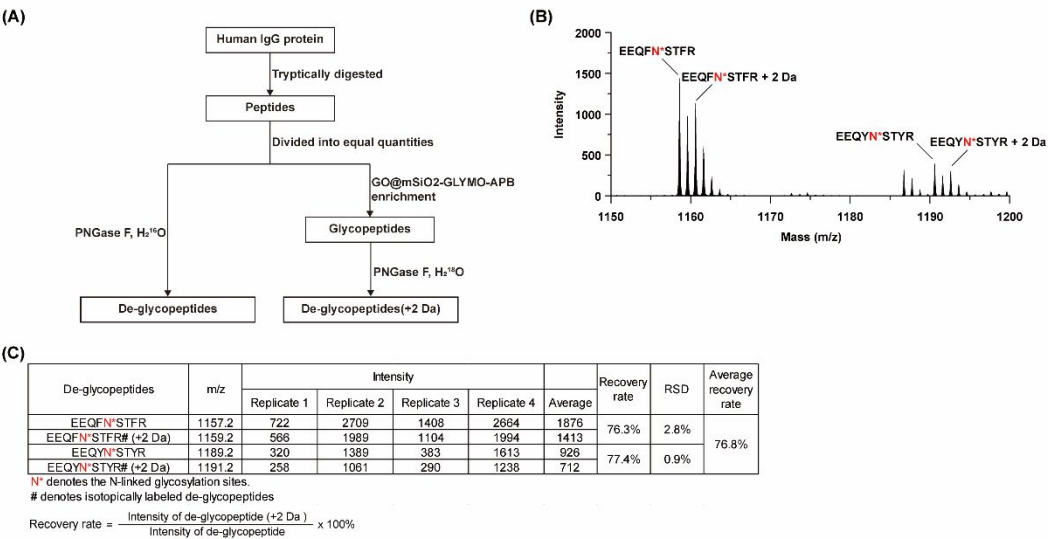 (A)
Human IgG protein
Tryptically digested
Peptides
Divided into equal quantities
GO@mSiO2-GLYMO-APB
enrichment
Glycopeptides
PNGase F, H₂¹⁶O
PNGase F, H₂¹⁸O
De-glycopeptides
De-glycopeptides(+2 Da)
(B)
2000
1500
1000
500
0
Intensity
EEQFN*STFR
EEQFN*STFR + 2 Da
EEQYN*STYR
EEQYN*STYR + 2 Da
1150 1160 1170 1180 1190 1200
Mass (m/z)
(C)
De-glycopeptides m/z Intensity Recovery rate RSD Average recovery rate
Replicate 1 Replicate 2 Replicate 3 Replicate 4 Average
EEQFN*STFR 1157.2 722 2709 1408 2664 1876 76.3% 2.8% 76.8%
EEQFN*STFR# (+2 Da) 1159.2 566 1989 1104 1994 1413
EEQYN*STYR 1189.2 320 1389 383 1613 926 77.4% 0.9%
EEQYN*STYR# (+2 Da) 1191.2 258 1061 290 1238 712
N* denotes the N-linked glycosylation sites.
# denotes isotopically labeled de-glycopeptides
Recovery rate = Intensity of de-glycopeptide (+2 Da ) / Intensity of de-glycopeptide x 100%